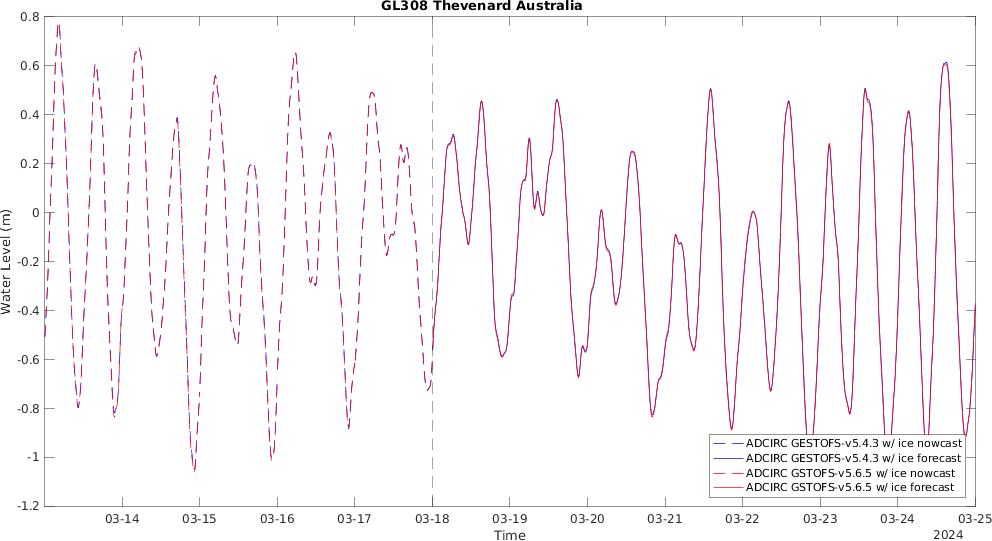 GL308 Thevenard Australia
0.8
0.6
0.4
0.2
0
-0.2
-0.4
-0.6
-0.8
-1
-1.2
Water Level (m)
ADCIRC GESTOFS-v5.4.3 w/ ice nowcast
ADCIRC GESTOFS-v5.4.3 w/ ice forecast
ADCIRC GSTOFS-v5.6.5 w/ ice nowcast
ADCIRC GSTOFS-v5.6.5 w/ ice forecast
03-14 03-15 03-16 03-17 03-18 03-19 03-20 03-21 03-22 03-23 03-24 03-25
Time
2024